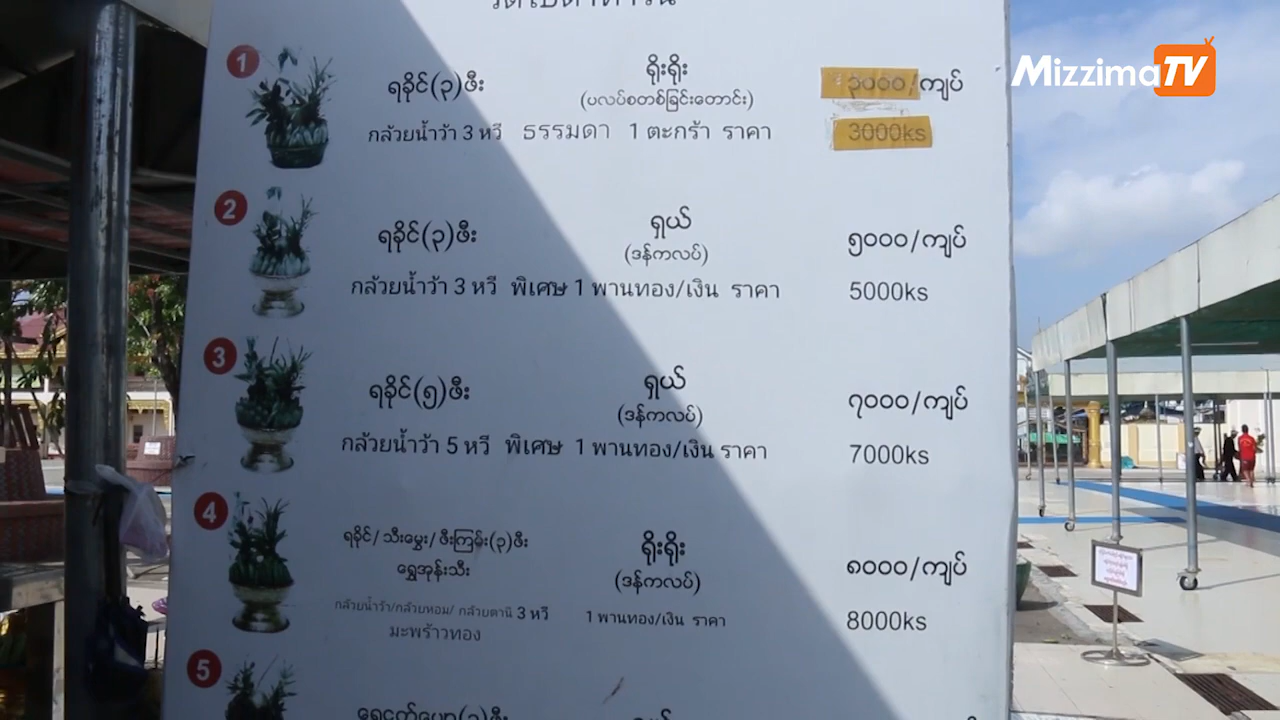 MizzimaTV
1
ရခိုင်(၃)ဖီး ရိုးရိုး ၃၀၀၀/ကျပ်
(ပလပ်စတစ်ခြင်းတောင်း)
กล้วยน้ำว้า 3 หวี ธรรมดา 1 ตะกร้า ราคา 3000ks
2
ရခိုင်(၃)ဖီး ရှယ် ၅၀၀၀/ကျပ်
(ဒန်ကလပ်)
กล้วยน้ำว้า 3 หวี พิเศษ 1 พานทอง/เงิน ราคา 5000ks
3
ရခိုင်(၅)ဖီး ရှယ် ၇၀၀၀/ကျပ်
(ဒန်ကလပ်)
กล้วยน้ำว้า 5 หวี พิเศษ 1 พานทอง/เงิน ราคา 7000ks
4
ရခိုင်/သီးမွှေး/ဖီးကြမ်း(၃)ဖီး ရိုးရိုး ၈၀၀၀/ကျပ်
ရွှေအုန်းသီး (ဒန်ကလပ်)
กล้วยน้ำว้า/กล้วยหอม/ กล้วยตานี 3 หวี 1 พานทอง/เงิน ราคา 8000ks
มะพร้าวทอง
5